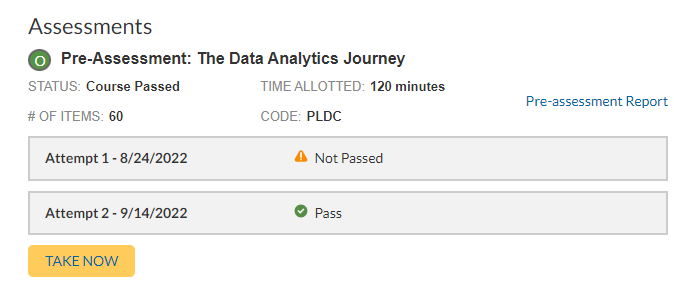 Assessments
O Pre-Assessment: The Data Analytics Journey
STATUS: Course Passed TIME ALLOTTED: 120 minutes
Pre-assessment Report
# OF ITEMS: 60 CODE: PLDC
Attempt 1 - 8/24/2022 Not Passed
Attempt 2 - 9/14/2022 Pass
TAKE NOW